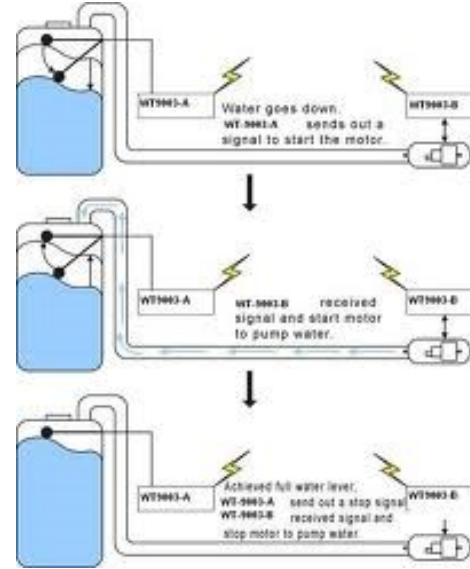 WT9003-A
WT9003-B
Water goes down.
WT-9003-A sends out a
signal to start the motor.
WT9003-A
WT9003-B
WT-9003-B received
signal and start motor
to pump water.
WT9003-A
WT9003-B
Achieved full water lever,
WT-9003-A send out a stop signal
WT-9003-B received signal and
stop motor to pump water.